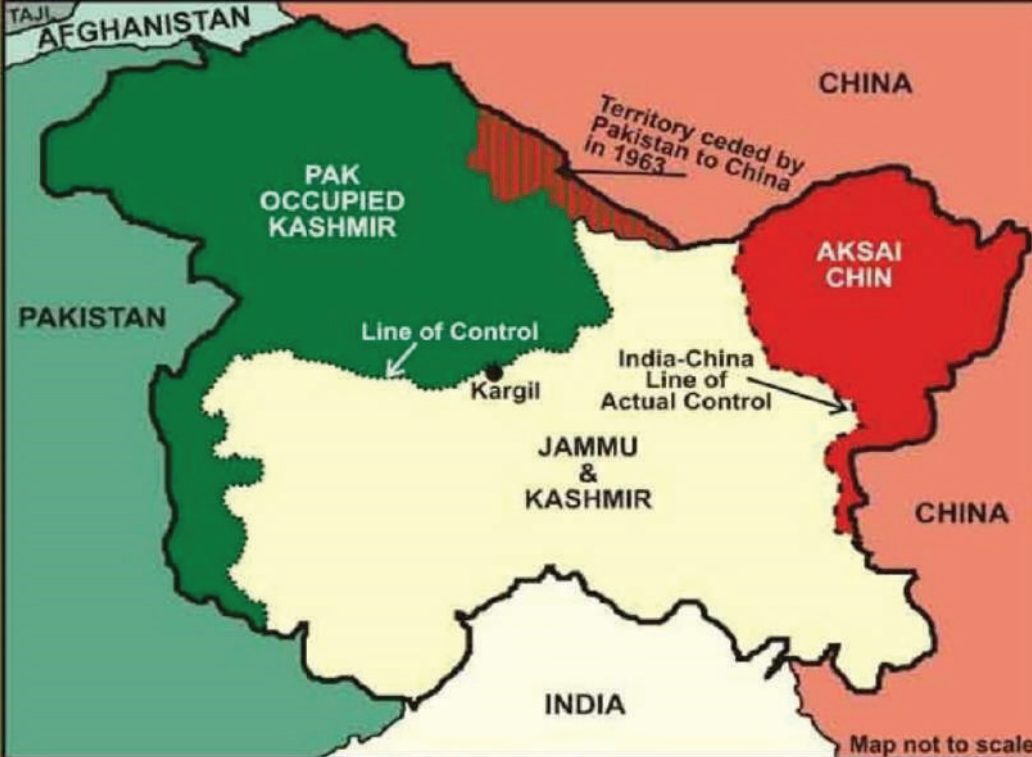 TAJI.
AFGHANISTAN
CHINA
Territory ceded by
Pakistan to China
in 1963
PAK
OCCUPIED
KASHMIR
AKSAI
CHIN
PAKISTAN
Line of Control
India-China
Line of
Actual Control
Kargil
JAMMU
&
KASHMIR
CHINA
INDIA
Map not to scale